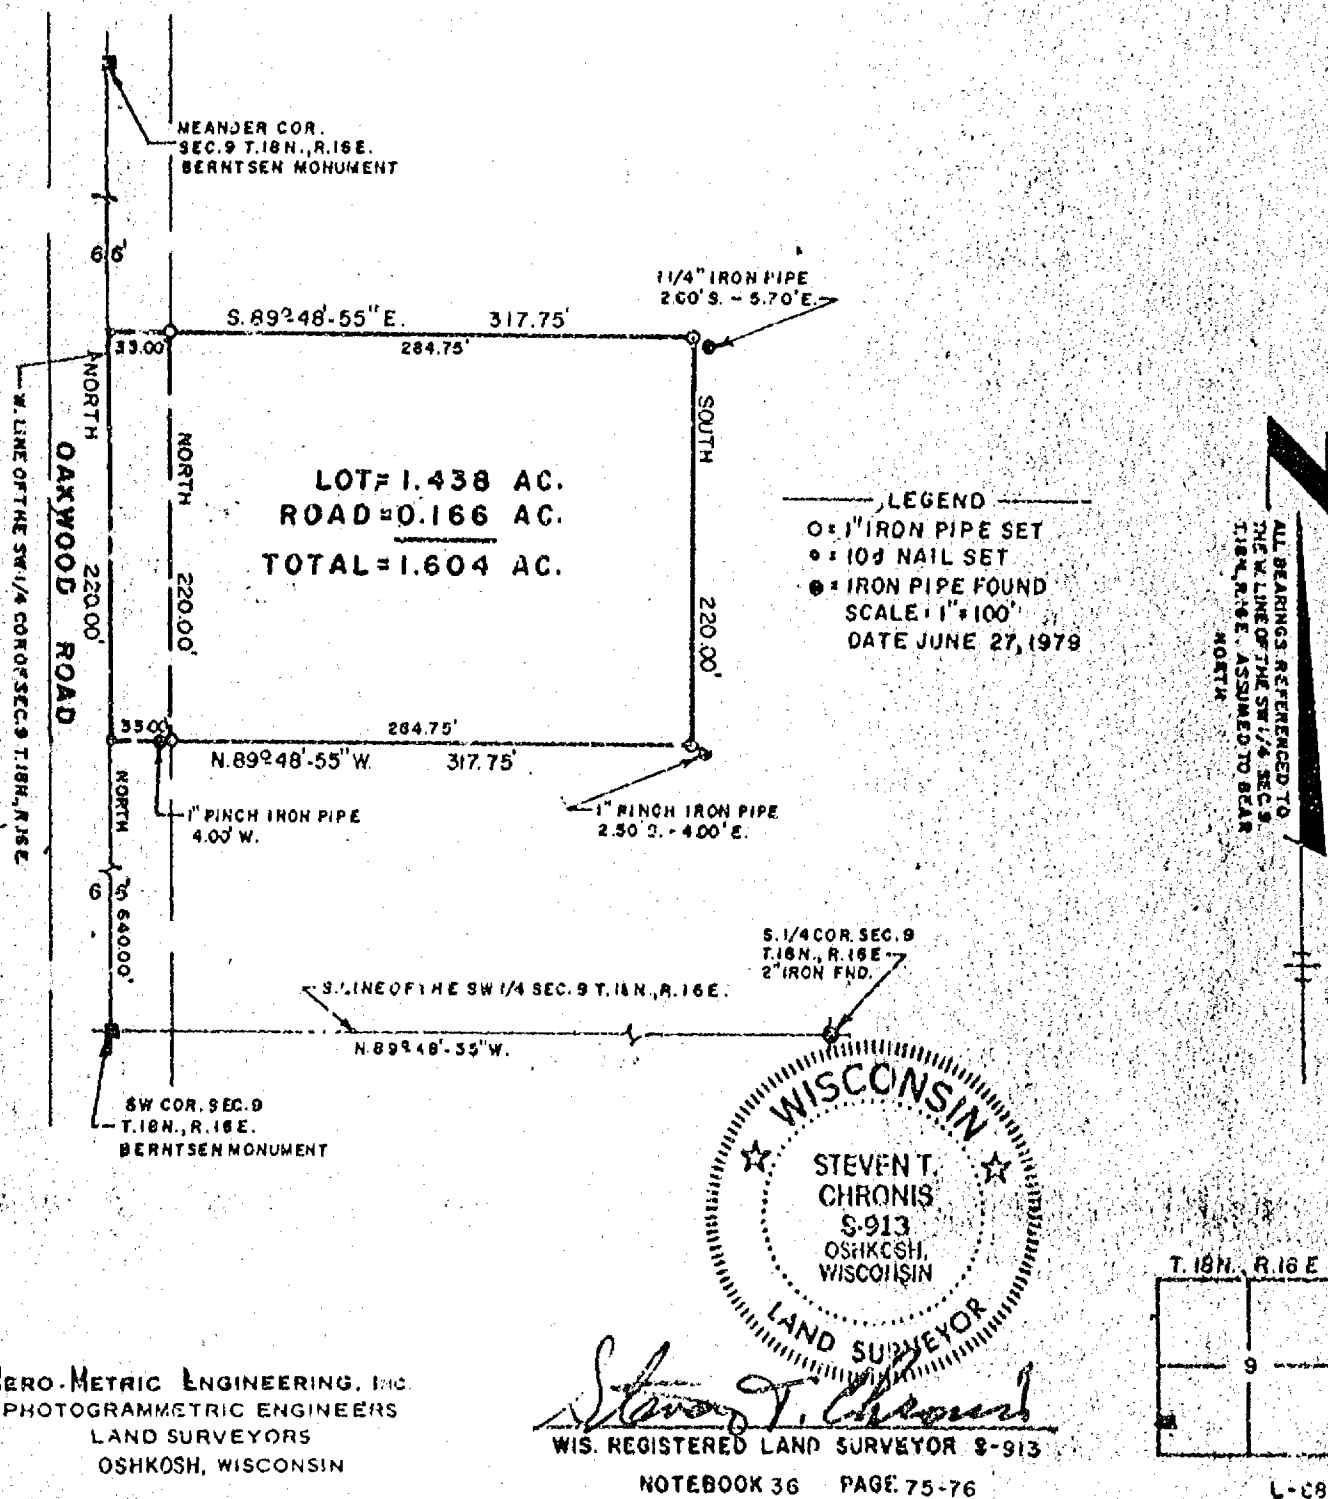 MEANDER COR.
SEC.9 T.18N.,R.16E.
BERNTSEN MONUMENT
66'
1 1/4" IRON PIPE
2.00' S. - 5.70' E.
S. 89°-48'-55" E. 317.75'
33.00' 284.75'
NORTH
W. LINE OF THE SW 1/4 COR OF SEC. 9 T.18N., R.16E.
OAKWOOD ROAD
220.00'
NORTH
220.00'
SOUTH
220.00'
LOT= 1.438 AC.
ROAD=0.166 AC.
TOTAL=1.604 AC.
LEGEND
O= 1" IRON PIPE SET
= 10d NAIL SET
= IRON PIPE FOUND
SCALE: 1"=100'
DATE JUNE 27, 1979
ALL BEARINGS REFERENCED TO
THE W. LINE OF THE SW 1/4 SEC. 9
T.18N., R.16E. ASSUMED TO BEAR
NORTH
33.00' 284.75'
N. 89°48'-55" W. 317.75'
1" PINCH IRON PIPE
4.00' W.
1" PINCH IRON PIPE
2.50' S. - 4.00' E.
NORTH
66'
640.00'
S. 1/4 COR. SEC. 9
T.18N., R.16E.
2" IRON FND.
S. LINE OF THE SW 1/4 SEC. 9 T.18N., R.16E.
N. 89°48'-55" W.
SW COR. SEC. 9
T.18N., R.16E.
BERNTSEN MONUMENT
WISCONSIN
STEVEN T.
CHRONIS
S-913
OSHKOSH,
WISCONSIN
LAND SURVEYOR
T. 18N., R.16 E
9
ERO-METRIC ENGINEERING, INC.
PHOTOGRAMMETRIC ENGINEERS
LAND SURVEYORS
OSHKOSH, WISCONSIN
Steven T. Chronis
WIS. REGISTERED LAND SURVEYOR S-913
NOTEBOOK 36 PAGE 75-76